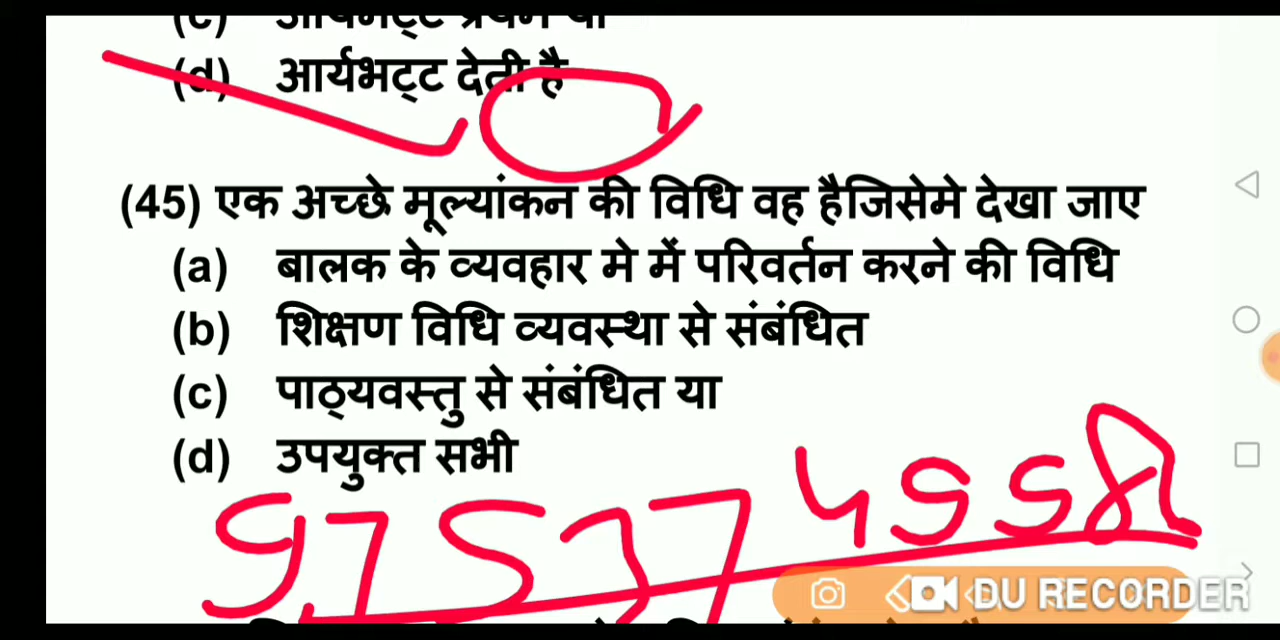 (d) आर्यभट्ट देती है
(45) एक अच्छे मूल्यांकन की विधि वह हैजिसेमे देखा जाए
(a) बालक के व्यवहार मे में परिवर्तन करने की विधि
(b) शिक्षण विधि व्यवस्था से संबंधित
(c) पाठ्यवस्तु से संबंधित या
(d) उपयुक्त सभी
DU RECORDER